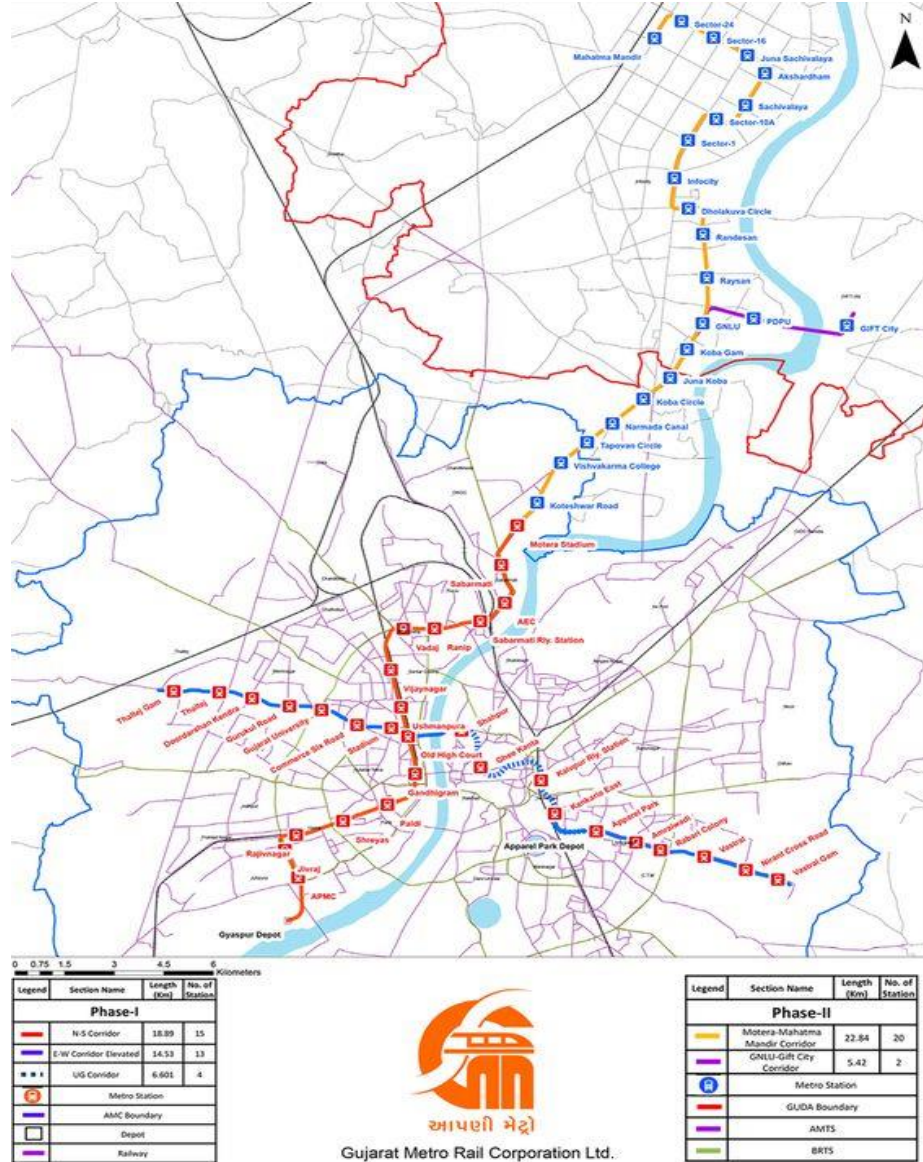 N
Sector-24
Sector-16
Mahatma Mandir
Juna Sachivalaya
Akshardham
Sachivalaya
Sector-10A
Sector-1
Infocity
Dholakuva Circle
Randesan
Raysan
PDPU
GNLU
GIFT City
Koba Gam
Juna Koba
Koba Circle
Narmada Canal
Tapovan Circle
Vishvakarma College
Koteshwar Road
Motera Stadium
Sabarmati
AEC
Sabarmati Rly. Station
Vadaj
Ranip
Vijaynagar
Thaltej Gam
Thaltej
Doordarshan Kendra
Gurukul Road
Gujarat University
Commerce Six Road
Stadium
Ushmanpura
Shahpur
Old High Court
Ghee Kanta
Kalupur Rly. Station
Gandhigram
Kankaria East
Paldi
Apparel Park
Shreyas
Apparel Park Depot
Amraiwadi
Rabari Colony
Vastral
Nirant Cross Road
Vastral Gam
Rajivnagar
Jivraj
APMC
Gyaspur Depot
0 0.75 1.5 3 4.5 6
Kilometers
Legend Section Name Length (Km) No. of Station
Phase-I
N-S Corridor 18.89 15
E-W Corridor Elevated 14.53 13
UG Corridor 6.601 4
Metro Station
AMC Boundary
Depot
Railway
આપણી મેટ્રો
Gujarat Metro Rail Corporation Ltd.
Legend Section Name Length (Km) No. of Station
Phase-II
Motera-Mahatma Mandir Corridor 22.84 20
GNLU-Gift City Corridor 5.42 2
Metro Station
GUDA Boundary
AMTS
BRTS